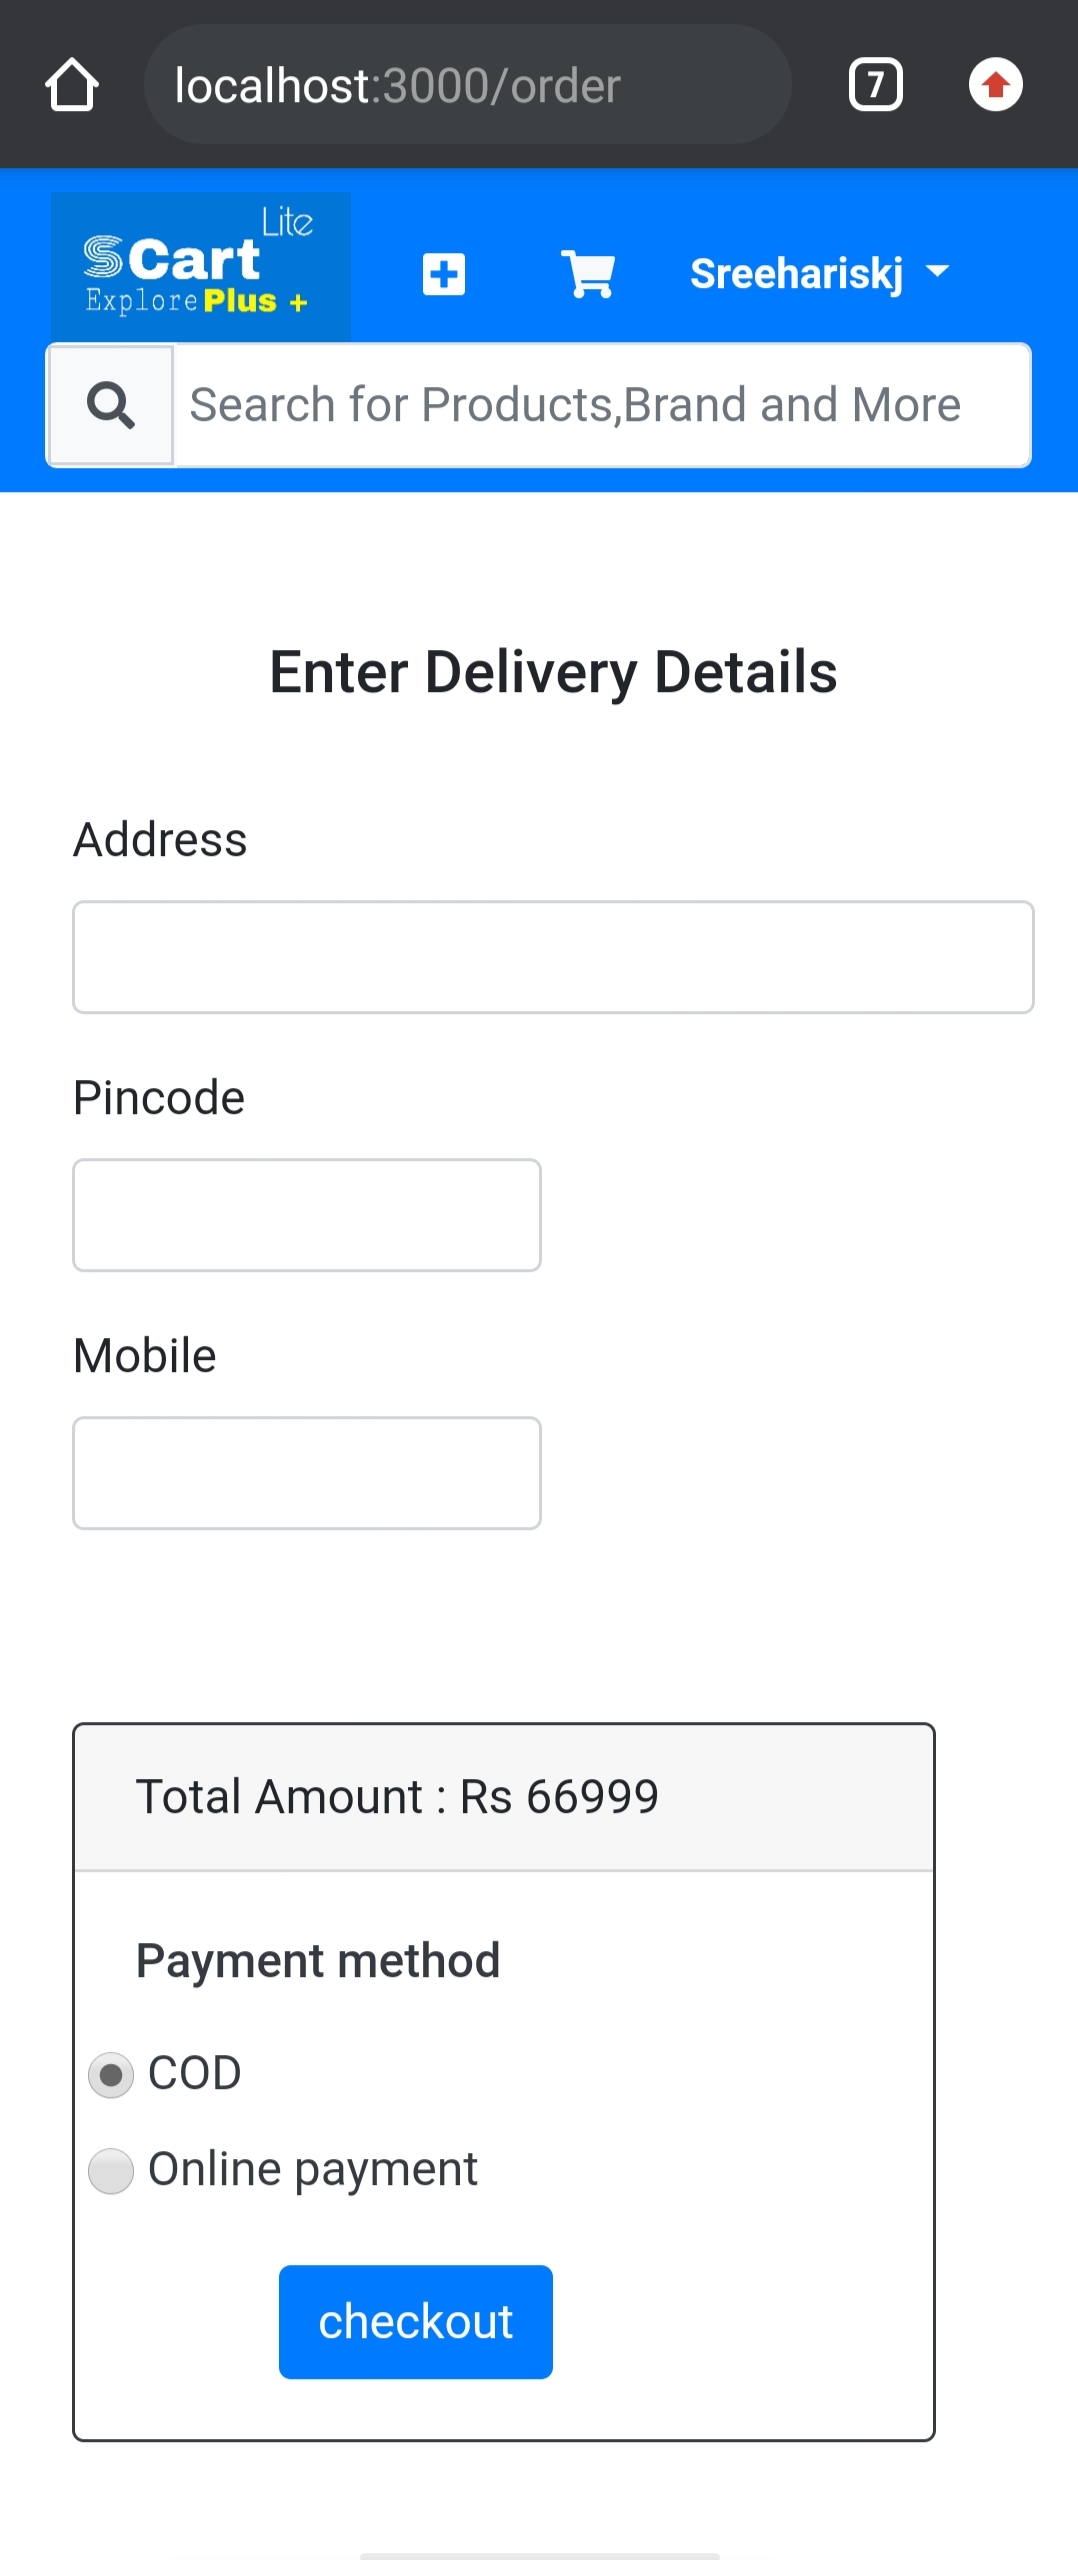 localhost:3000/order
7
Lite
SCart
Explore Plus +
Sreehariskj
Search for Products,Brand and More
Enter Delivery Details
Address
Pincode
Mobile
Total Amount : Rs 66999
Payment method
COD
Online payment
checkout